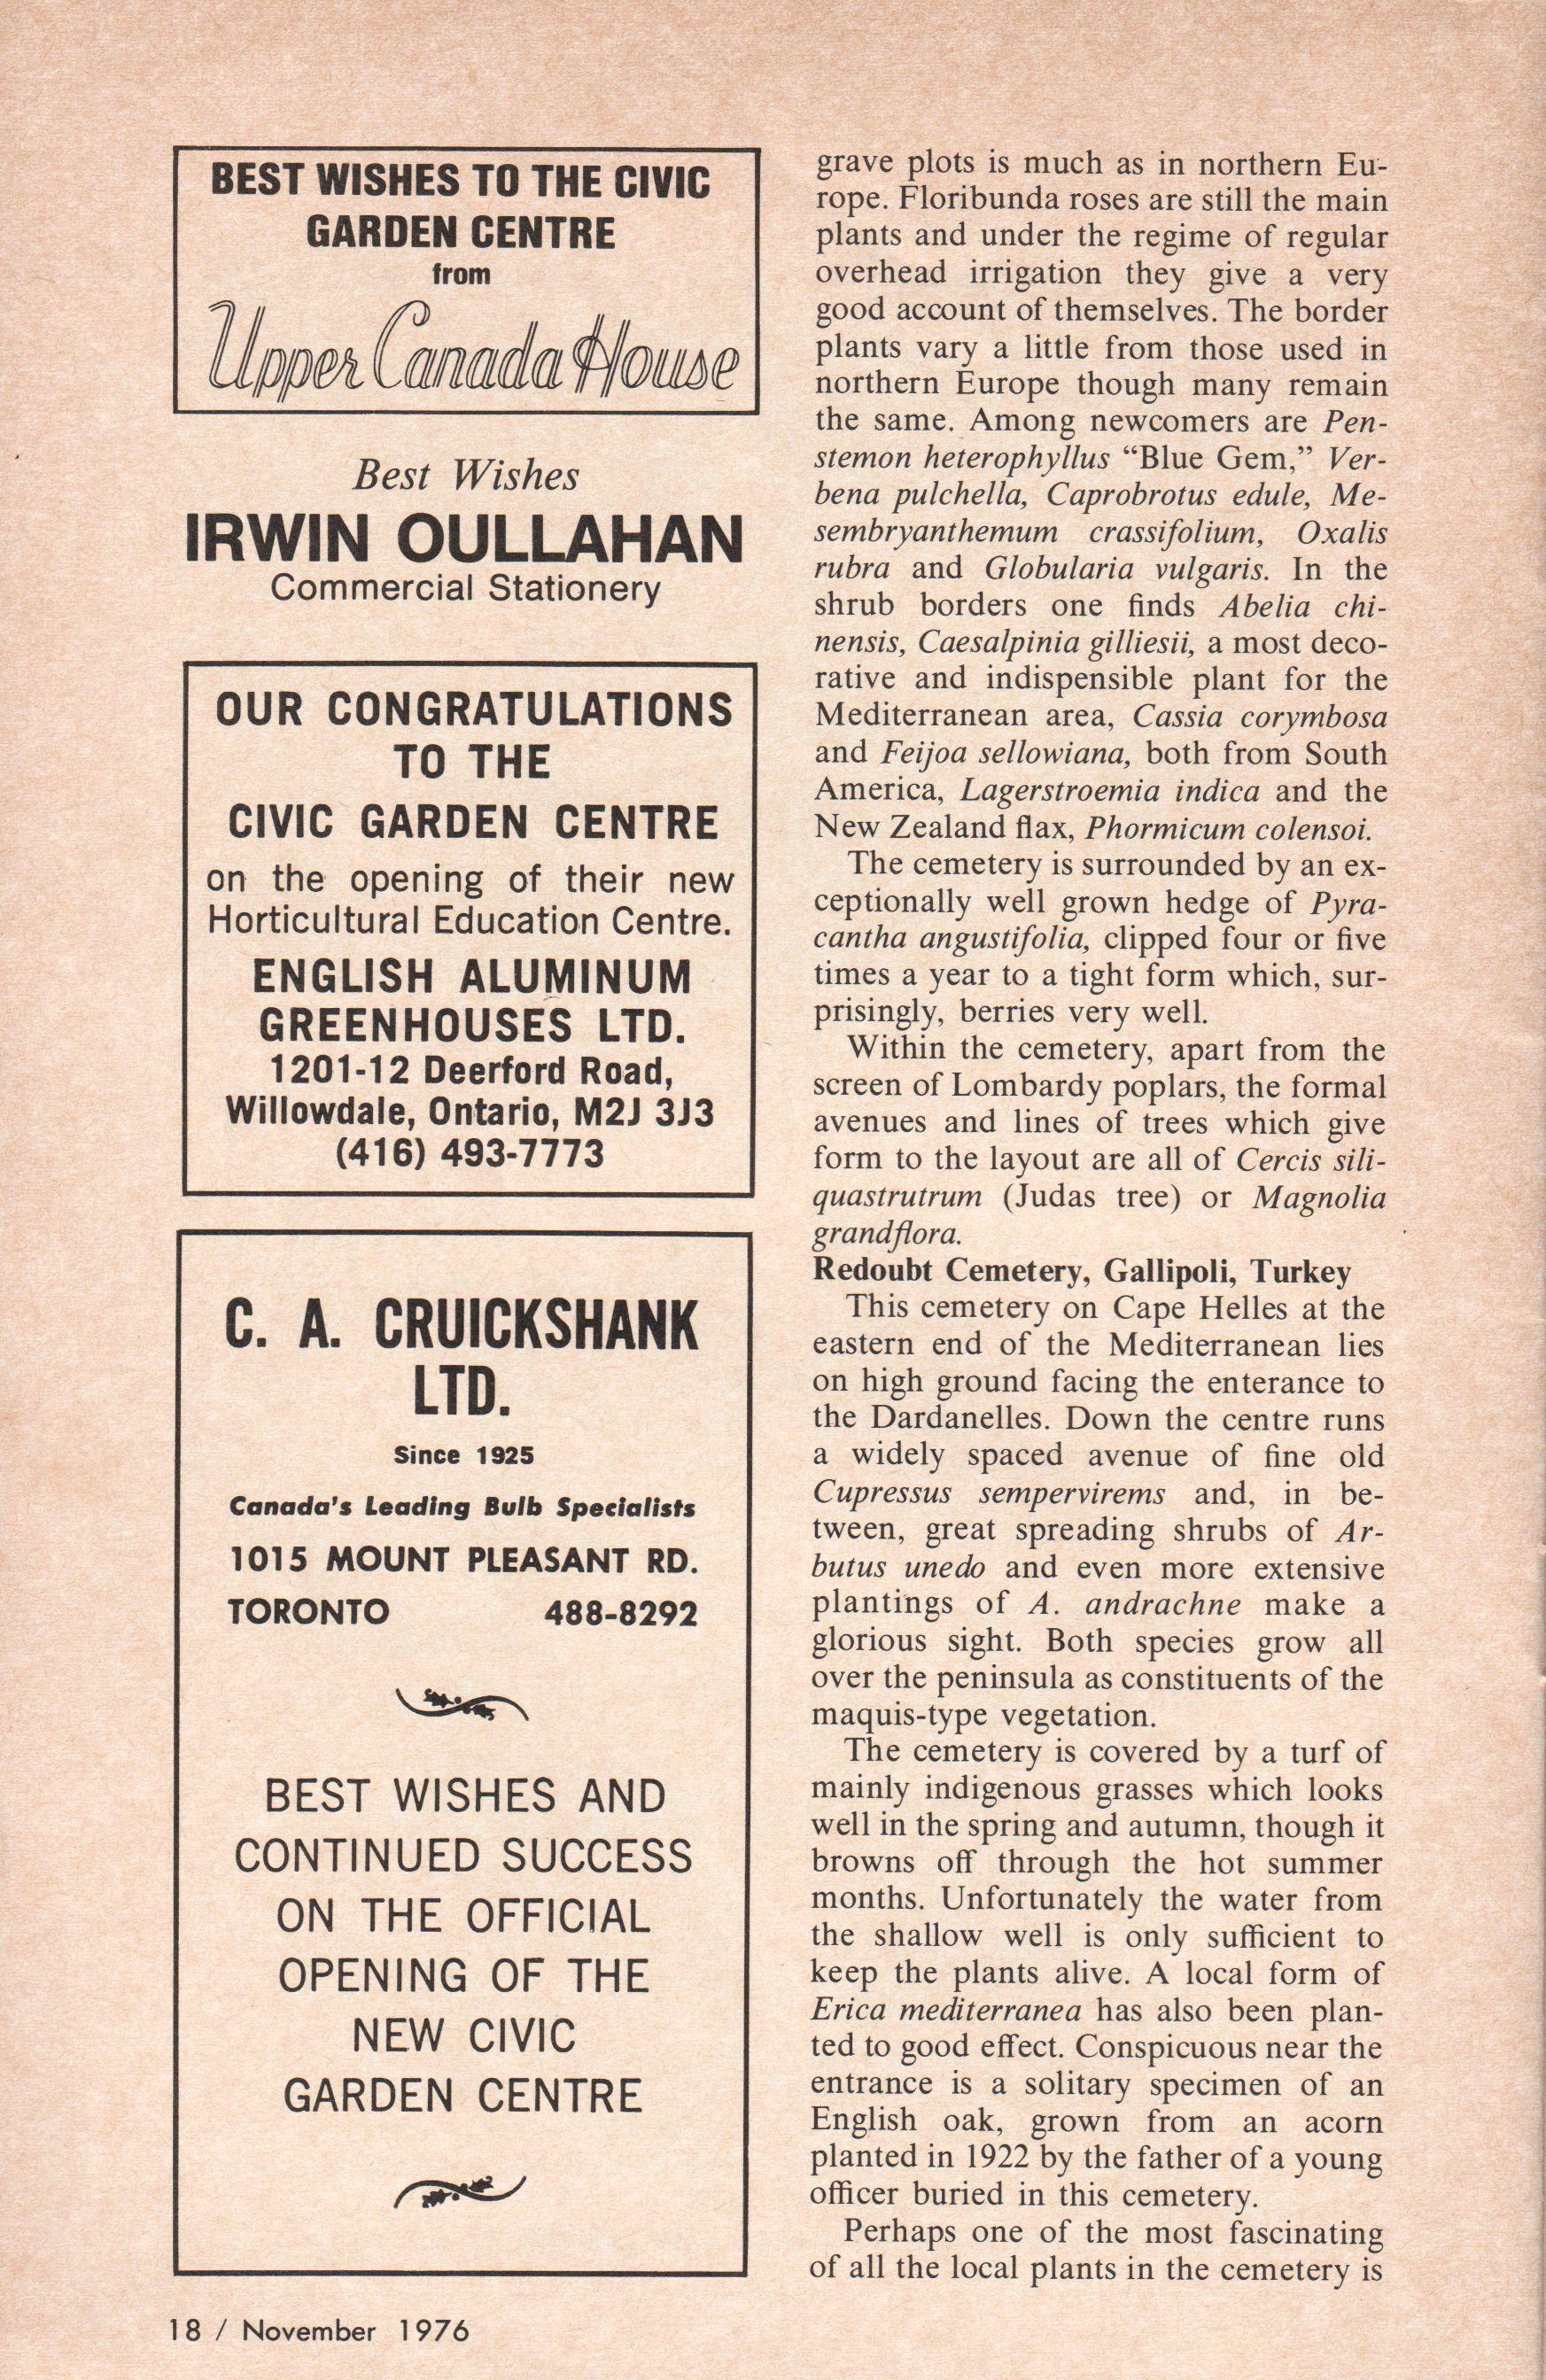 BEST WISHES TO THE CIVIC
GARDEN CENTRE
from
Upper Canada House
Best Wishes
IRWIN OULLAHAN
Commercial Stationery
OUR CONGRATULATIONS
TO THE
CIVIC GARDEN CENTRE
on the opening of their new
Horticultural Education Centre.
ENGLISH ALUMINUM
GREENHOUSES LTD.
1201-12 Deerford Road,
Willowdale, Ontario, M2J 3J3
(416) 493-7773
C. A. CRUICKSHANK
LTD.
Since 1925
Canada's Leading Bulb Specialists
1015 MOUNT PLEASANT RD.
TORONTO 488-8292
BEST WISHES AND
CONTINUED SUCCESS
ON THE OFFICIAL
OPENING OF THE
NEW CIVIC
GARDEN CENTRE
grave plots is much as in northern Eu-
rope. Floribunda roses are still the main
plants and under the regime of regular
overhead irrigation they give a very
good account of themselves. The border
plants vary a little from those used in
northern Europe though many remain
the same. Among newcomers are Pen-
stemon heterophyllus “Blue Gem,” Ver-
bena pulchella, Caprobrotus edule, Me-
sembryanthemum crassifolium, Oxalis
rubra and Globularia vulgaris. In the
shrub borders one finds Abelia chi-
nensis, Caesalpinia gilliesii, a most deco-
rative and indispensible plant for the
Mediterranean area, Cassia corymbosa
and Feijoa sellowiana, both from South
America, Lagerstroemia indica and the
New Zealand flax, Phormicum colensoi.
The cemetery is surrounded by an ex-
ceptionally well grown hedge of Pyra-
cantha angustifolia, clipped four or five
times a year to a tight form which, sur-
prisingly, berries very well.
Within the cemetery, apart from the
screen of Lombardy poplars, the formal
avenues and lines of trees which give
form to the layout are all of Cercis sili-
quastrutrum (Judas tree) or Magnolia
grandflora.
Redoubt Cemetery, Gallipoli, Turkey
This cemetery on Cape Helles at the
eastern end of the Mediterranean lies
on high ground facing the enterance to
the Dardanelles. Down the centre runs
a widely spaced avenue of fine old
Cupressus sempervirems and, in be-
tween, great spreading shrubs of Ar-
butus unedo and even more extensive
plantings of A. andrachne make a
glorious sight. Both species grow all
over the peninsula as constituents of the
maquis-type vegetation.
The cemetery is covered by a turf of
mainly indigenous grasses which looks
well in the spring and autumn, though it
browns off through the hot summer
months. Unfortunately the water from
the shallow well is only sufficient to
keep the plants alive. A local form of
Erica mediterranea has also been plan-
ted to good effect. Conspicuous near the
entrance is a solitary specimen of an
English oak, grown from an acorn
planted in 1922 by the father of a young
officer buried in this cemetery.
Perhaps one of the most fascinating
of all the local plants in the cemetery is
18 / November 1976